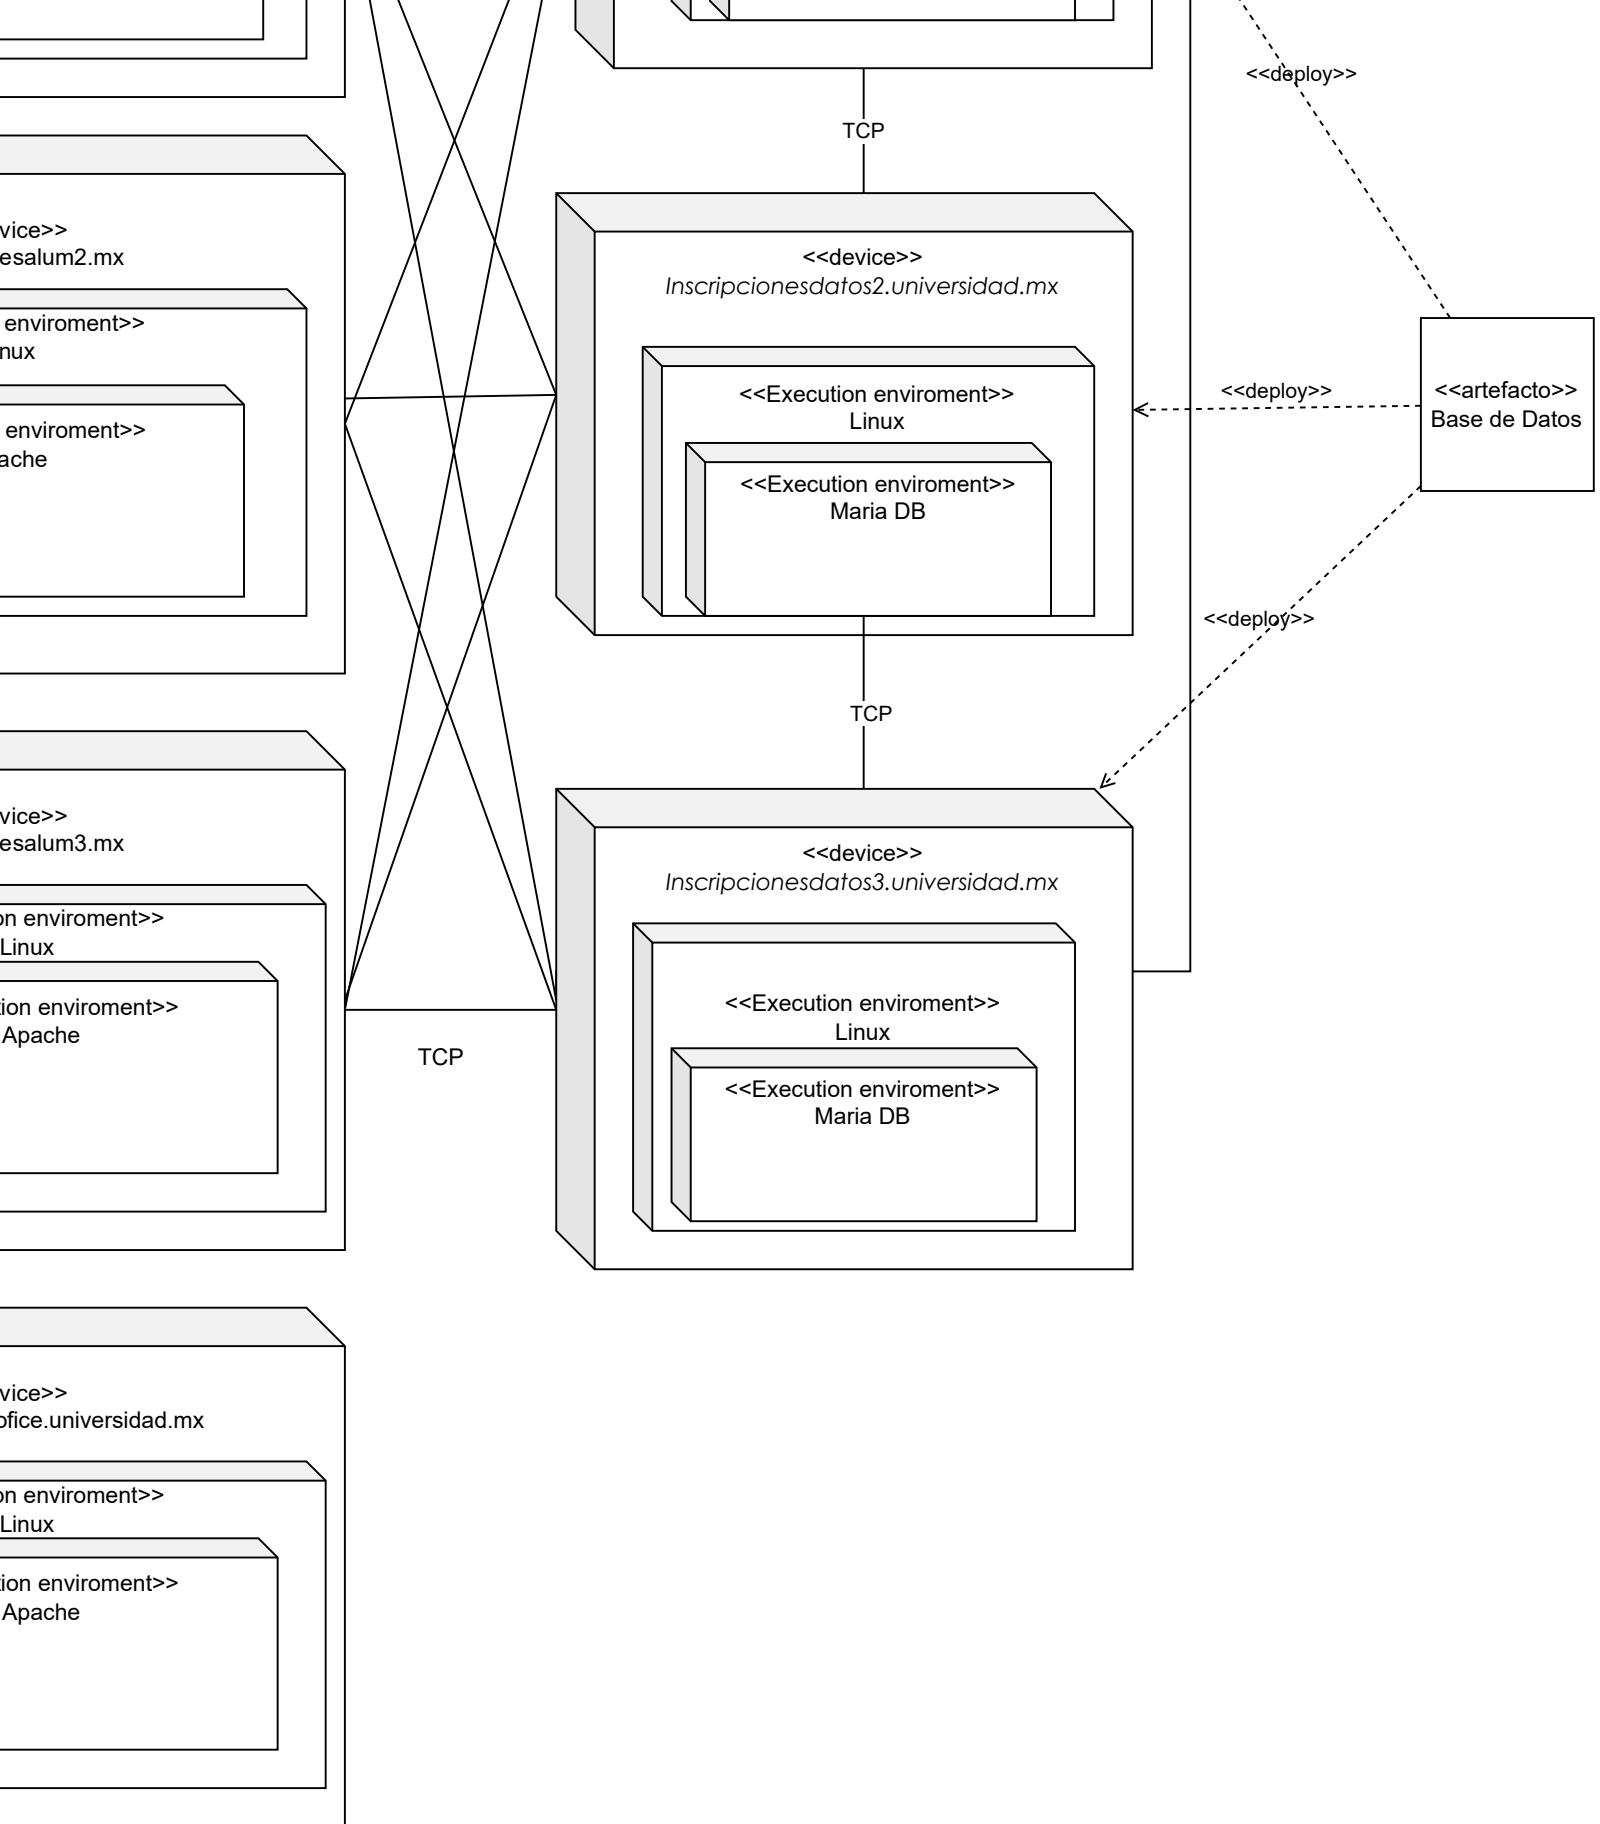 <<deploy>>
TCP
vice>>
esalum2.mx
enviroment>>
nux
enviroment>>
ache
<<device>>
Inscripcionesdatos2.universidad.mx
<<Execution enviroment>>
Linux
<<Execution enviroment>>
Maria DB
<<deploy>>
<<artefacto>>
Base de Datos
<<deploy>>
TCP
vice>>
esalum3.mx
on enviroment>>
Linux
tion enviroment>>
Apache
TCP
<<device>>
Inscripcionesdatos3.universidad.mx
<<Execution enviroment>>
Linux
<<Execution enviroment>>
Maria DB
vice>>
ofice.universidad.mx
on enviroment>>
Linux
tion enviroment>>
Apache